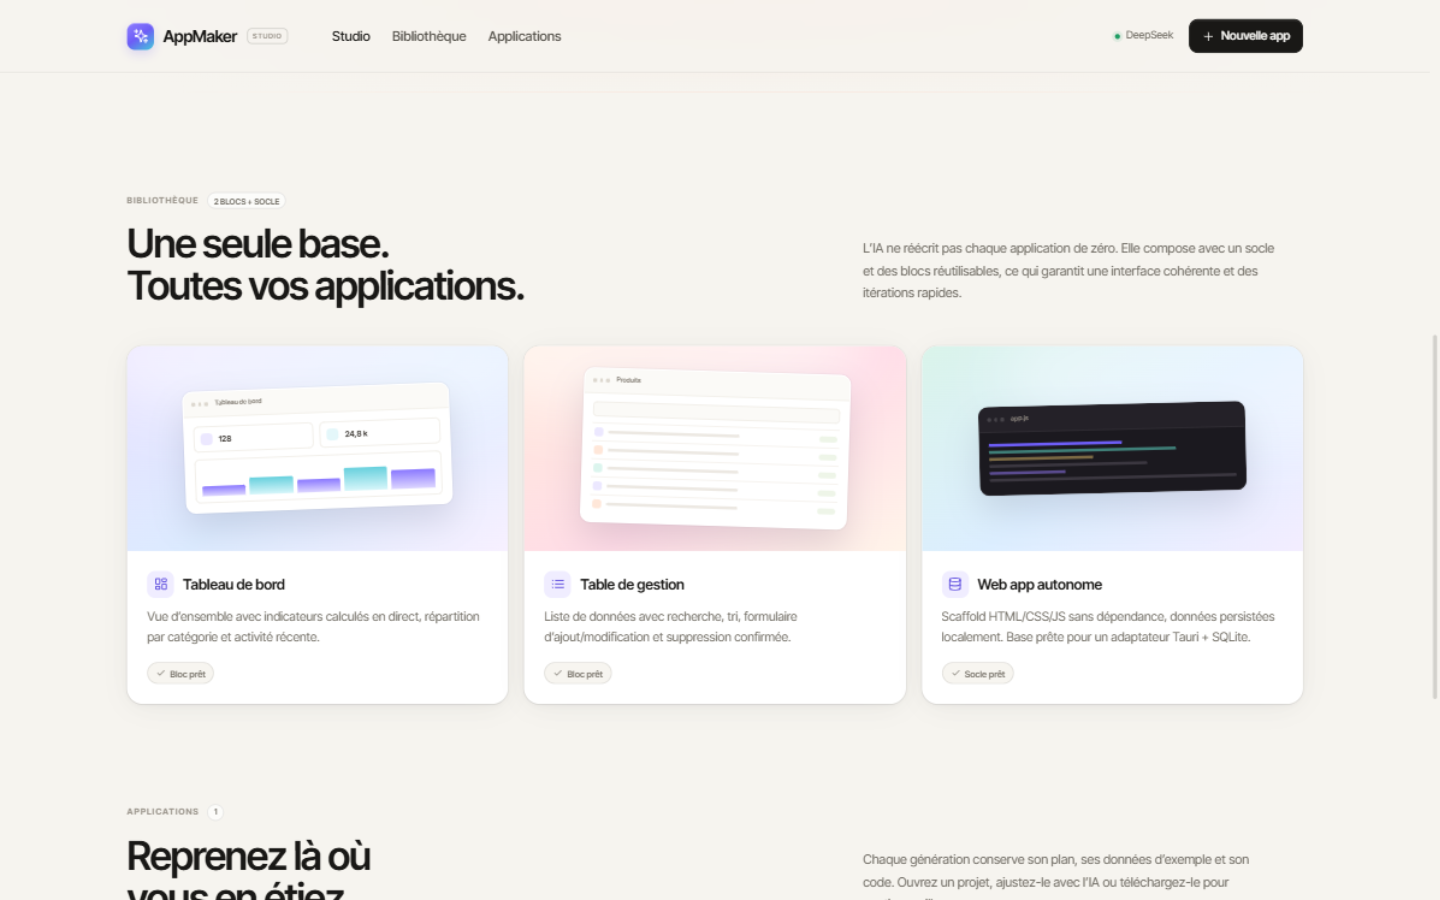 AppMaker STUDIO Studio Bibliothèque Applications DeepSeek + Nouvelle app
BIBLIOTHÈQUE 2 BLOCS + SOCLE
Une seule base.
Toutes vos applications.
L’IA ne réécrit pas chaque application de zéro. Elle compose avec un socle
et des blocs réutilisables, ce qui garantit une interface cohérente et des
itérations rapides.
Tableau de bord
128
24,8 k
Produits
app.js
Tableau de bord
Vue d’ensemble avec indicateurs calculés en direct, répartition
par catégorie et activité récente.
Bloc prêt
Table de gestion
Liste de données avec recherche, tri, formulaire
d’ajout/modification et suppression confirmée.
Bloc prêt
Web app autonome
Scaffold HTML/CSS/JS sans dépendance, données persistées
localement. Base prête pour un adaptateur Tauri + SQLite.
Socle prêt
APPLICATIONS 1
Reprenez là où
vous en étiez
Chaque génération conserve son plan, ses données d’exemple et son
code. Ouvrez un projet, ajustez-le avec l’IA ou téléchargez-le pour